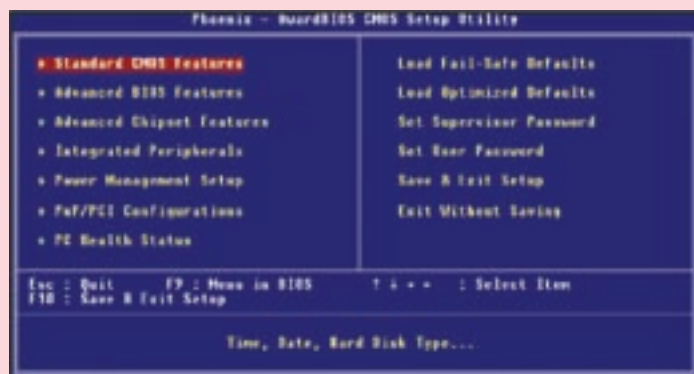 Phoenix - AwardBIOS CMOS Setup Utility
Standard CMOS Features
Advanced BIOS Features
Advanced Chipset Features
Integrated Peripherals
Power Management Setup
PnP/PCI Configurations
PC Health Status
Load Fail-Safe Defaults
Load Optimized Defaults
Set Supervisor Password
Set User Password
Save & Exit Setup
Exit Without Saving
Esc : Quit F9 : Menu in BIOS ↑ ↓ → ← : Select Item
F10 : Save & Exit Setup
Time, Date, Hard Disk Type...